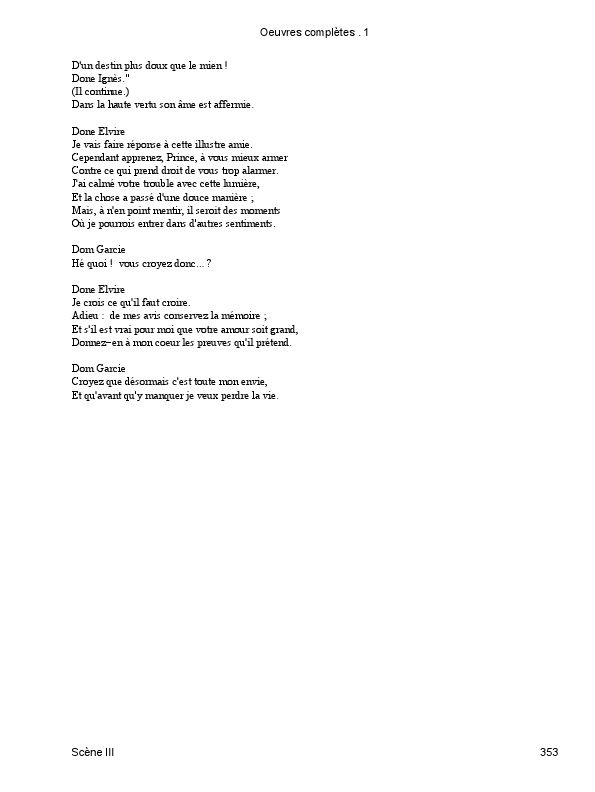 Oeuvres complètes . 1
D'un destin plus doux que le mien !
Done Ignès."
(Il continue.)
Dans la haute vertu son âme est affermie.
Done Elvire
Je vais faire réponse à cette illustre amie.
Cependant apprenez, Prince, à vous mieux armer
Contre ce qui prend droit de vous trop alarmer.
J'ai calmé votre trouble avec cette lumière,
Et la chose a passé d'une douce manière ;
Mais, à n'en point mentir, il seroit des moments
Où je pourrois entrer dans d'autres sentiments.
Dom Garcie
Hé quoi !  vous croyez donc... ?
Done Elvire
Je crois ce qu'il faut croire.
Adieu :  de mes avis conservez la mémoire ;
Et s'il est vrai pour moi que votre amour soit grand,
Donnez-en à mon coeur les preuves qu'il prétend.
Dom Garcie
Croyez que désormais c'est toute mon envie,
Et qu'avant qu'y manquer je veux perdre la vie.
Scène III
353